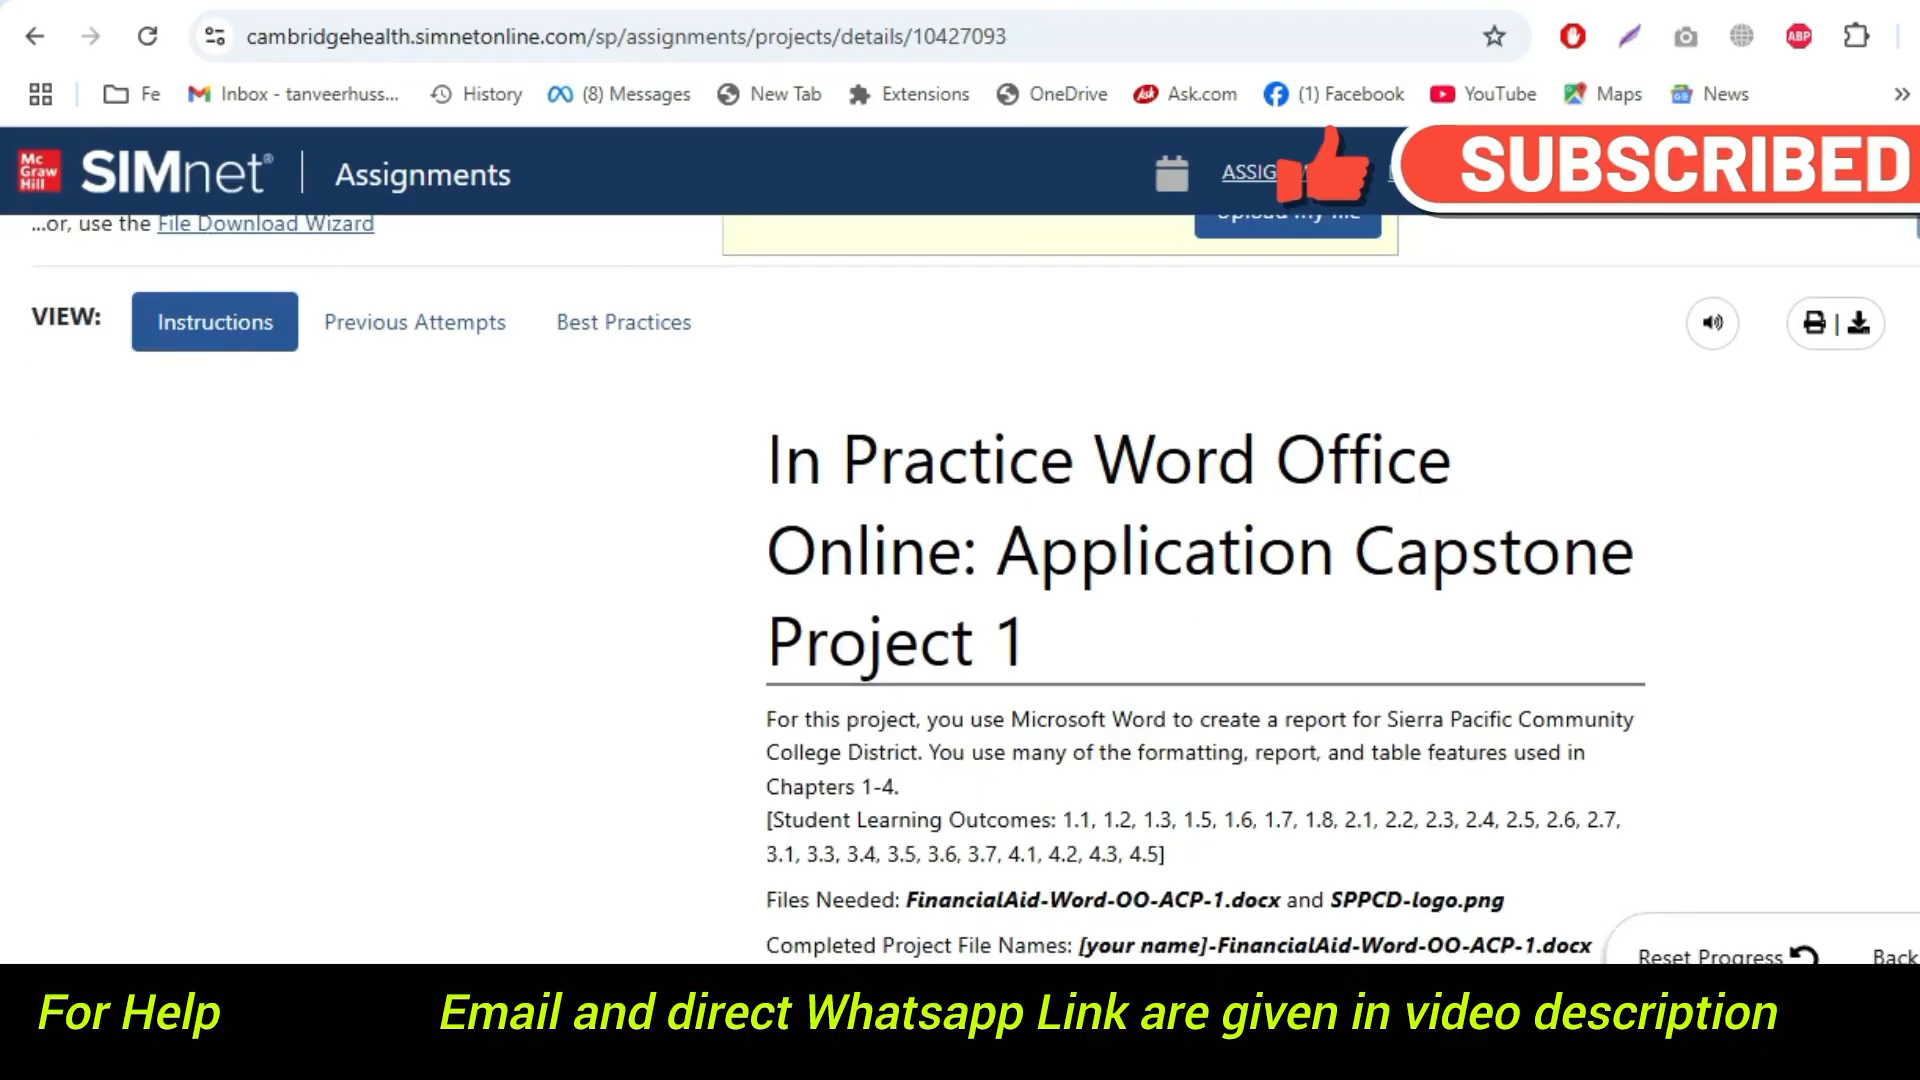 cambridgehealth.simnetonline.com/sp/assignments/projects/details/10427093
ABP
Fe
Inbox - tanveerhuss...
History
(8) Messages
New Tab
Extensions
OneDrive
Ask.com
(1) Facebook
YouTube
Maps
News
Mc Graw Hill
SIMnet®
Assignments
ASSIG
SUBSCRIBED
...or, use the File Download Wizard
Upload my file
VIEW:
Instructions
Previous Attempts
Best Practices
In Practice Word Office
Online: Application Capstone
Project 1
For this project, you use Microsoft Word to create a report for Sierra Pacific Community
College District. You use many of the formatting, report, and table features used in
Chapters 1-4.
[Student Learning Outcomes: 1.1, 1.2, 1.3, 1.5, 1.6, 1.7, 1.8, 2.1, 2.2, 2.3, 2.4, 2.5, 2.6, 2.7,
3.1, 3.3, 3.4, 3.5, 3.6, 3.7, 4.1, 4.2, 4.3, 4.5]
Files Needed: FinancialAid-Word-OO-ACP-1.docx and SPPCD-logo.png
Completed Project File Names: [your name]-FinancialAid-Word-OO-ACP-1.docx
Reset Progress
Back
For Help
Email and direct Whatsapp Link are given in video description